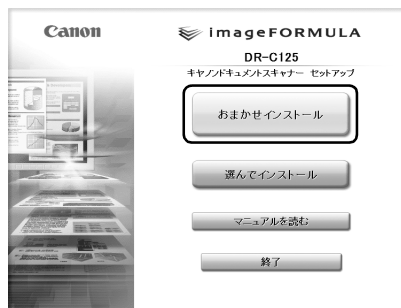 Canon
imageFORMULA
DR-C125
キヤノンドキュメントスキャナー セットアップ
おまかせインストール
選んでインストール
マニュアルを読む
終了